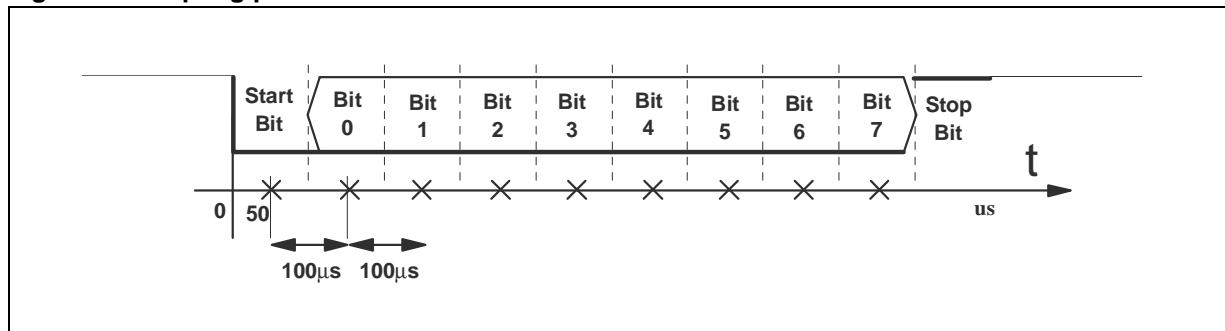 Start Bit
Bit 0
Bit 1
Bit 2
Bit 3
Bit 4
Bit 5
Bit 6
Bit 7
Stop Bit
t
0
50
us
100µs
100µs